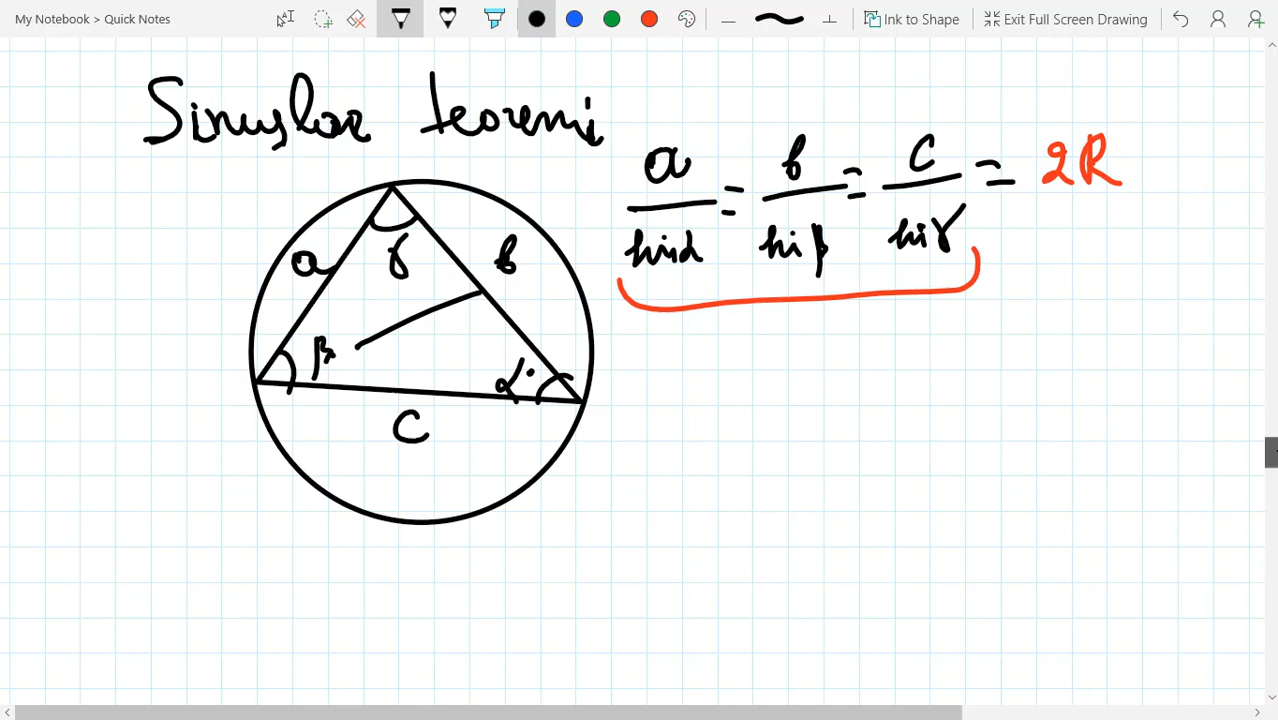 My Notebook > Quick Notes
Ink to Shape
Exit Full Screen Drawing
Sinuslar teoremi
a/sinα = b/sinβ = c/sinγ = 2R
a
γ
b
β
α
c